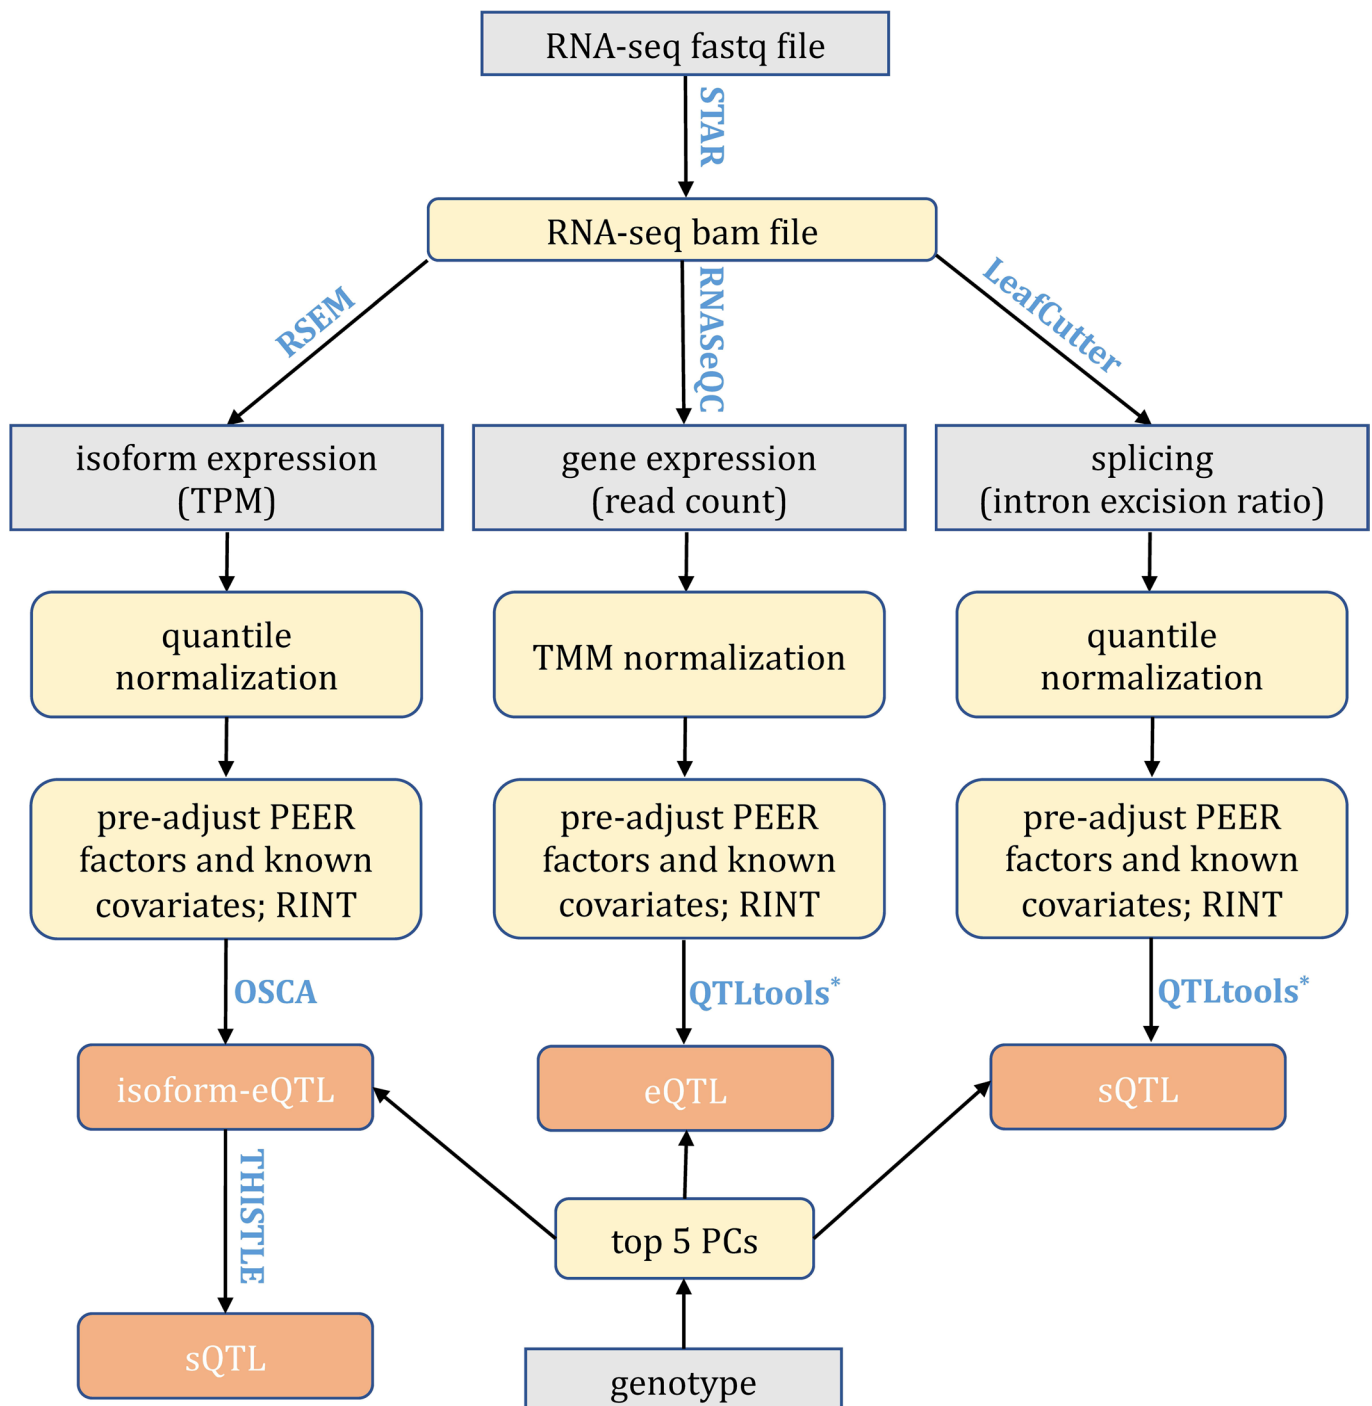 RNA-seq fastq file
STAR
RNA-seq bam file
RSEM
RNASeQC
LeafCutter
isoform expression
(TPM)
gene expression
(read count)
splicing
(intron excision ratio)
quantile
normalization
TMM normalization
quantile
normalization
pre-adjust PEER
factors and known
covariates; RINT
pre-adjust PEER
factors and known
covariates; RINT
pre-adjust PEER
factors and known
covariates; RINT
OSCA
QTLtools*
QTLtools*
isoform-eQTL
eQTL
sQTL
THISTLE
top 5 PCs
sQTL
genotype